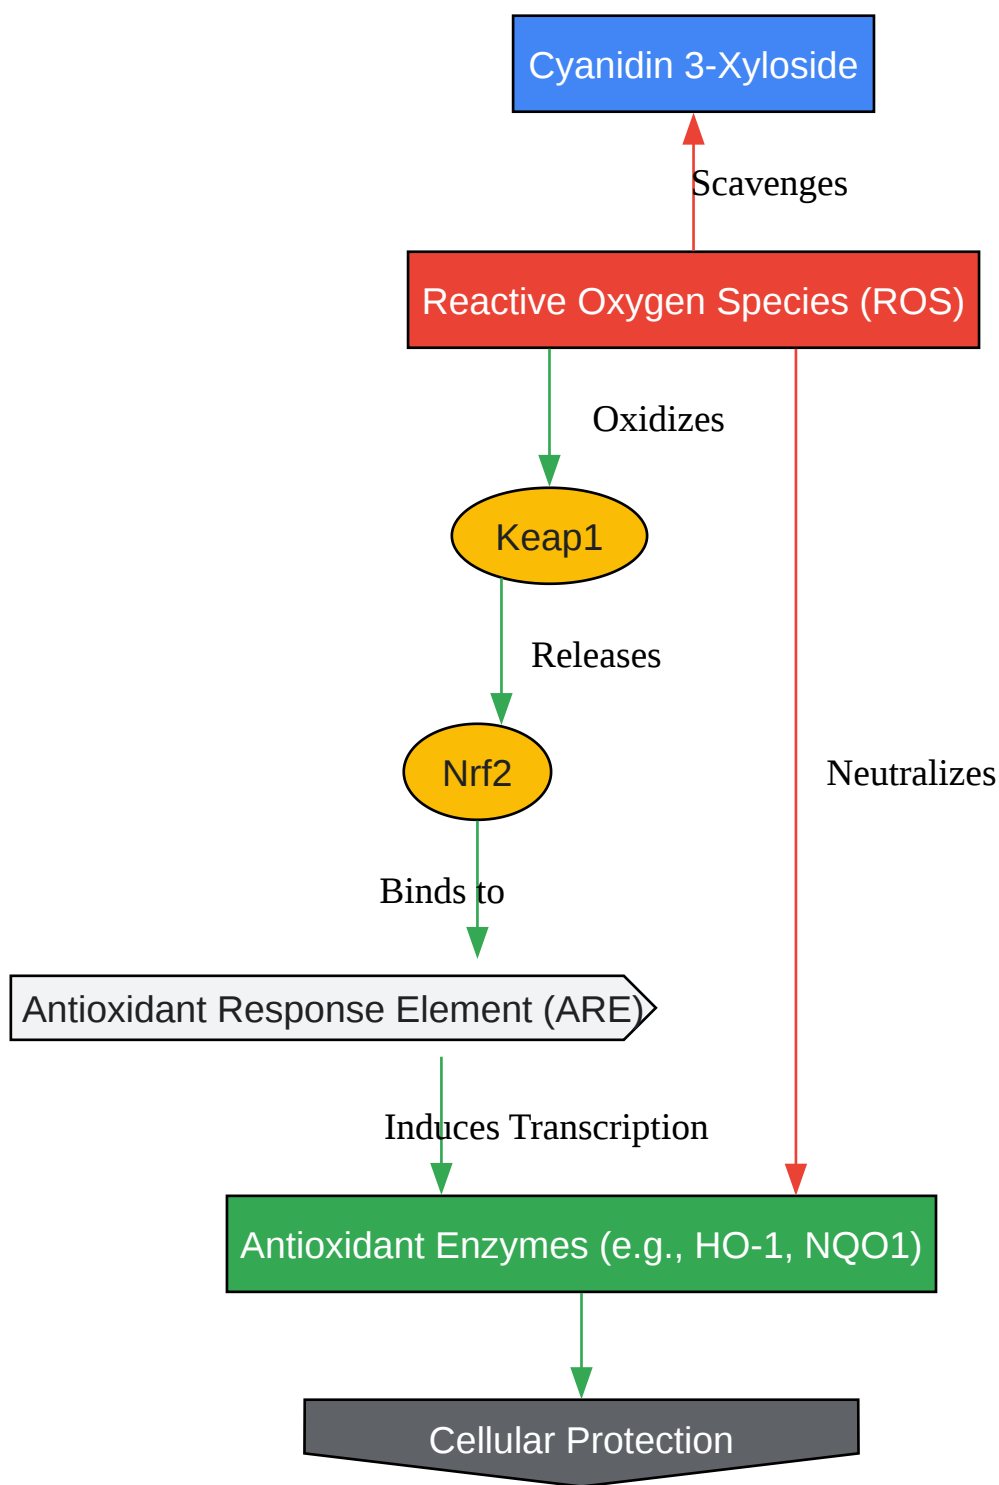 Cyanidin 3-Xyloside
Scavenges
Reactive Oxygen Species (ROS)
Oxidizes
Keap1
Releases
Nrf2
Neutralizes
Binds to
Antioxidant Response Element (ARE)
Induces Transcription
Antioxidant Enzymes (e.g., HO-1, NQO1)
Cellular Protection